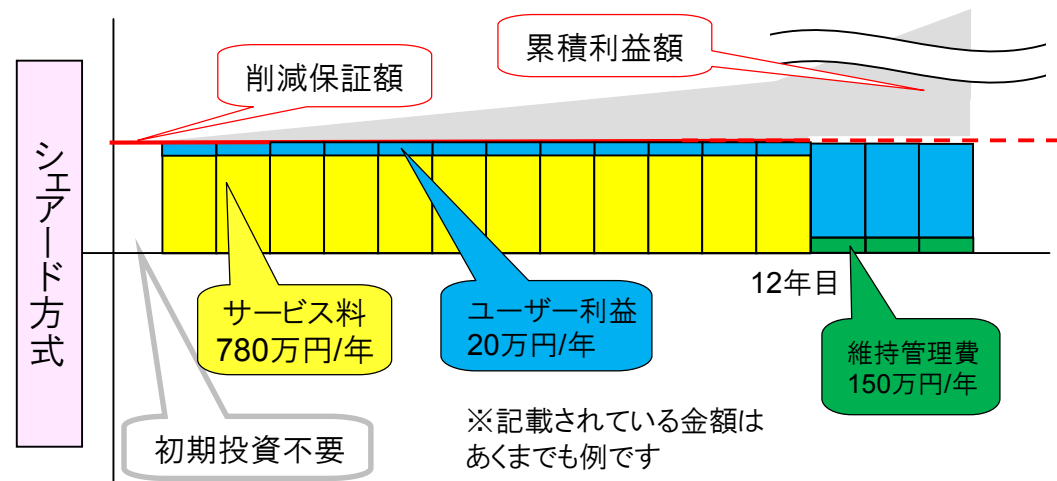 シェアード方式
削減保証額
累積利益額
12年目
サービス料
780万円/年
ユーザー利益
20万円/年
維持管理費
150万円/年
初期投資不要
※記載されている金額は
あくまでも例です